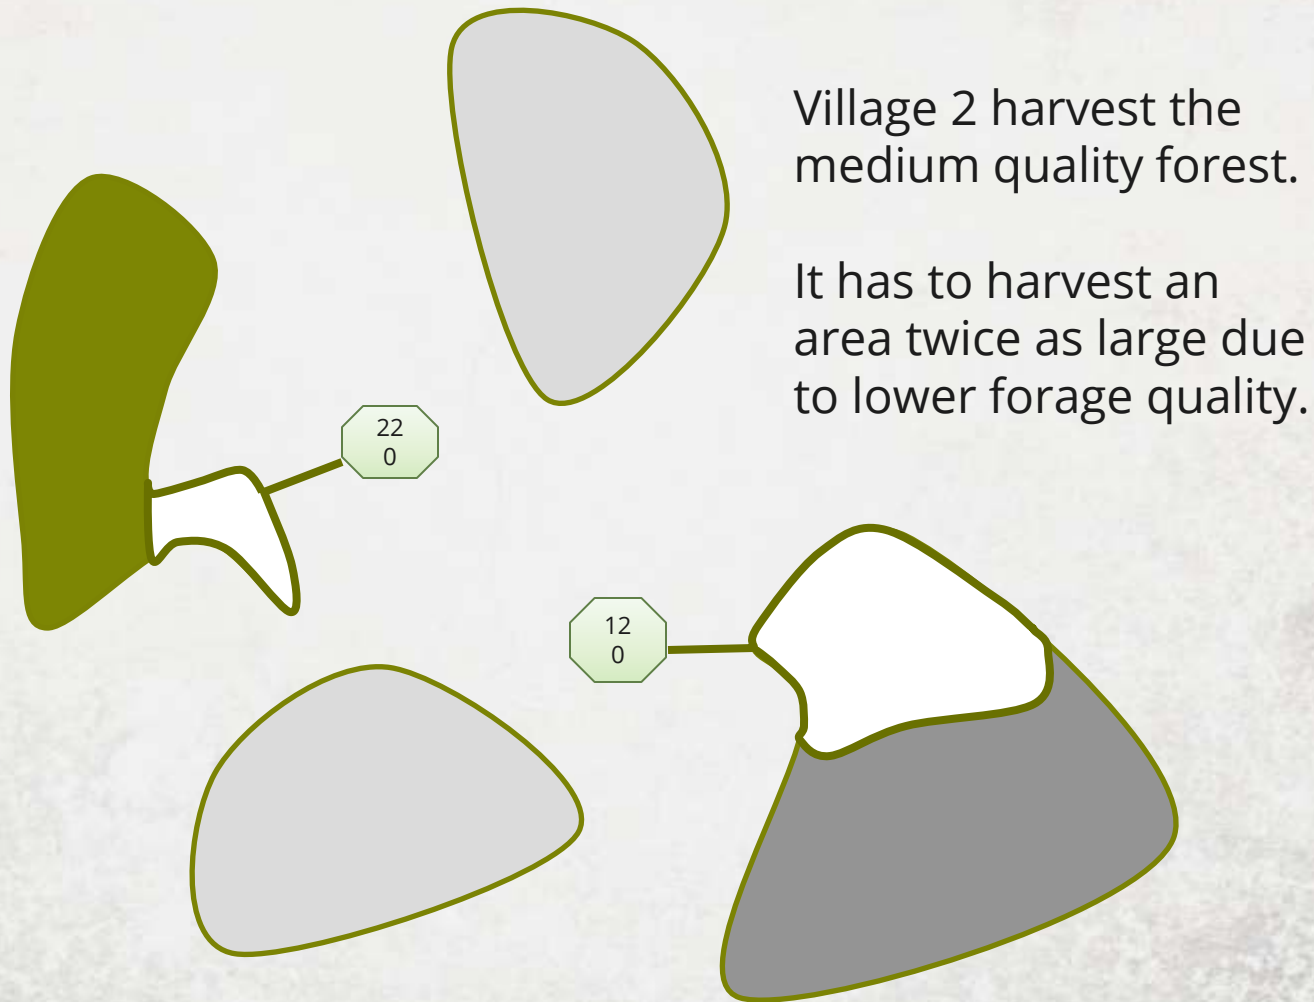 Village 2 harvest the
medium quality forest.
It has to harvest an
area twice as large due
to lower forage quality.
22
0
12
0